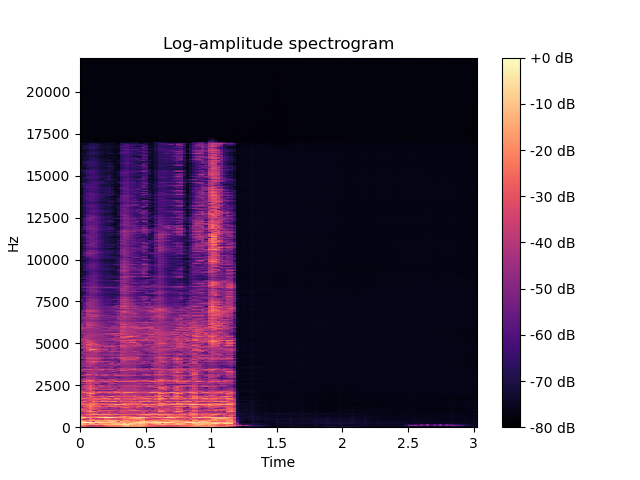 Log-amplitude spectrogram
20000
17500
15000
12500
10000
7500
5000
2500
0
Hz
0 0.5 1 1.5 2 2.5 3
Time
+0 dB
-10 dB
-20 dB
-30 dB
-40 dB
-50 dB
-60 dB
-70 dB
-80 dB